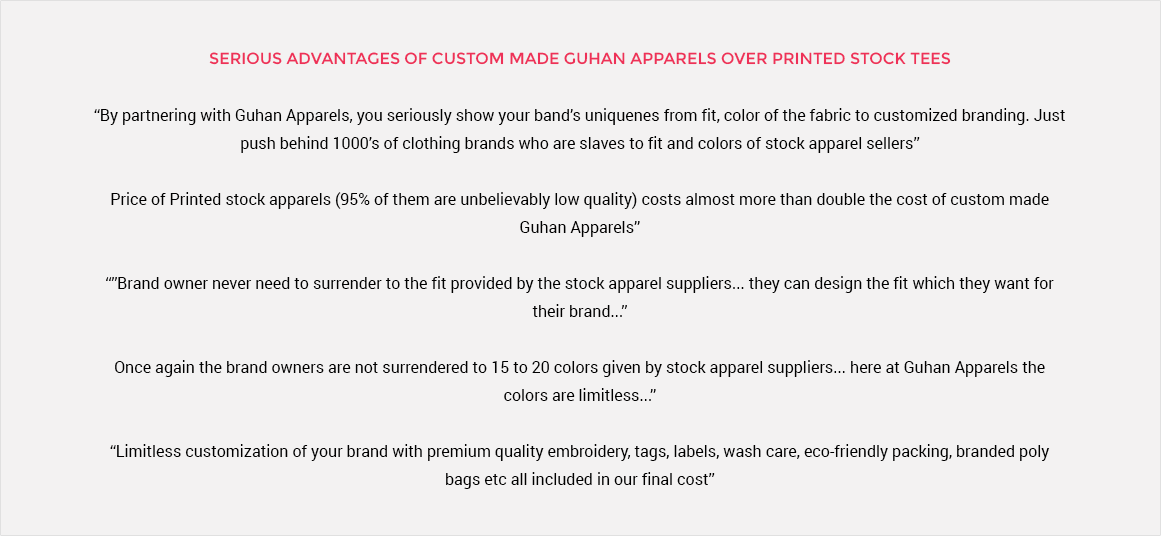 SERIOUS ADVANTAGES OF CUSTOM MADE GUHAN APPARELS OVER PRINTED STOCK TEES
“By partnering with Guhan Apparels, you seriously show your band’s uniquenes from fit, color of the fabric to customized branding. Just
push behind 1000’s of clothing brands who are slaves to fit and colors of stock apparel sellers”
Price of Printed stock apparels (95% of them are unbelievably low quality) costs almost more than double the cost of custom made
Guhan Apparels”
“”Brand owner never need to surrender to the fit provided by the stock apparel suppliers... they can design the fit which they want for
their brand...”
Once again the brand owners are not surrendered to 15 to 20 colors given by stock apparel suppliers... here at Guhan Apparels the
colors are limitless...”
“Limitless customization of your brand with premium quality embroidery, tags, labels, wash care, eco-friendly packing, branded poly
bags etc all included in our final cost”